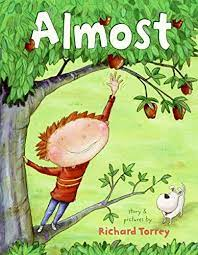 Almost
story &
pictures by
Richard Torrey